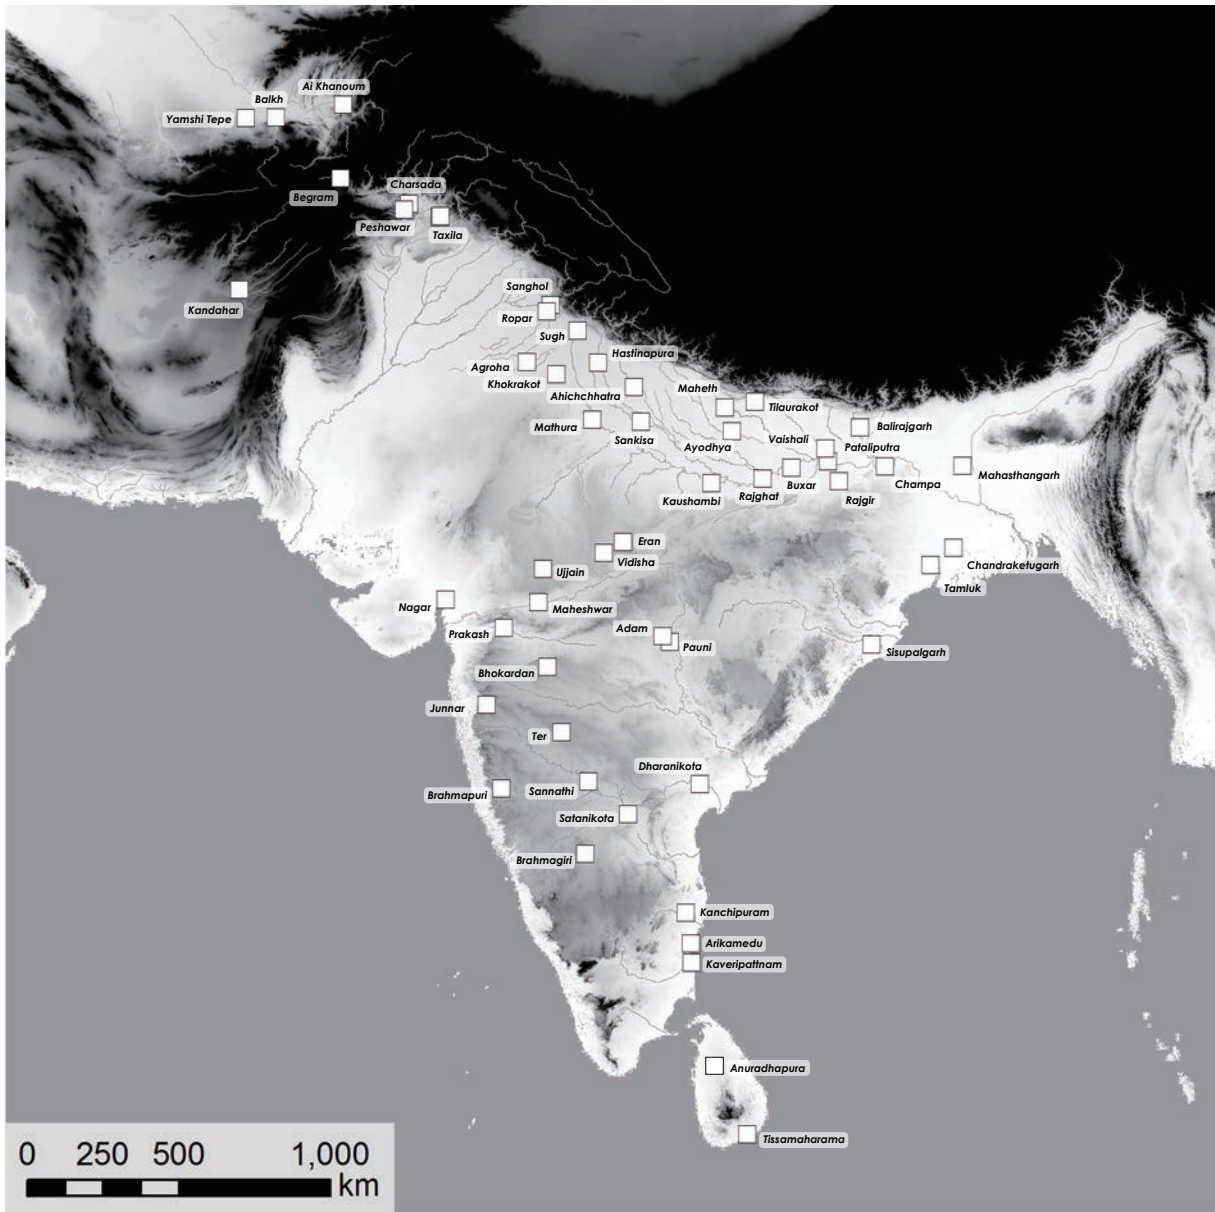 Ai Khanoum
Balkh
Yamshi Tepe
Charsada
Begram
Peshawar
Taxila
Sanghol
Kandahar
Ropar
Sugh
Hastinapura
Agroha
Khokrakot
Maheth
Ahichchhatra
Tilaurakot
Mathura
Balirajgarh
Sankisa
Vaishali
Ayodhya
Pataliputra
Mahasthangarh
Champa
Buxar
Rajghat
Kaushambi
Rajgir
Eran
Vidisha
Chandraketugarh
Ujjain
Tamluk
Nagar
Maheshwar
Adam
Prakash
Pauni
Sisupalgarh
Bhokardan
Junnar
Ter
Dharanikota
Sannathi
Brahmapuri
Satanikota
Brahmagiri
Kanchipuram
Arikamedu
Kaveripattnam
Anuradhapura
Tissamaharama
0 250 500 1,000
km